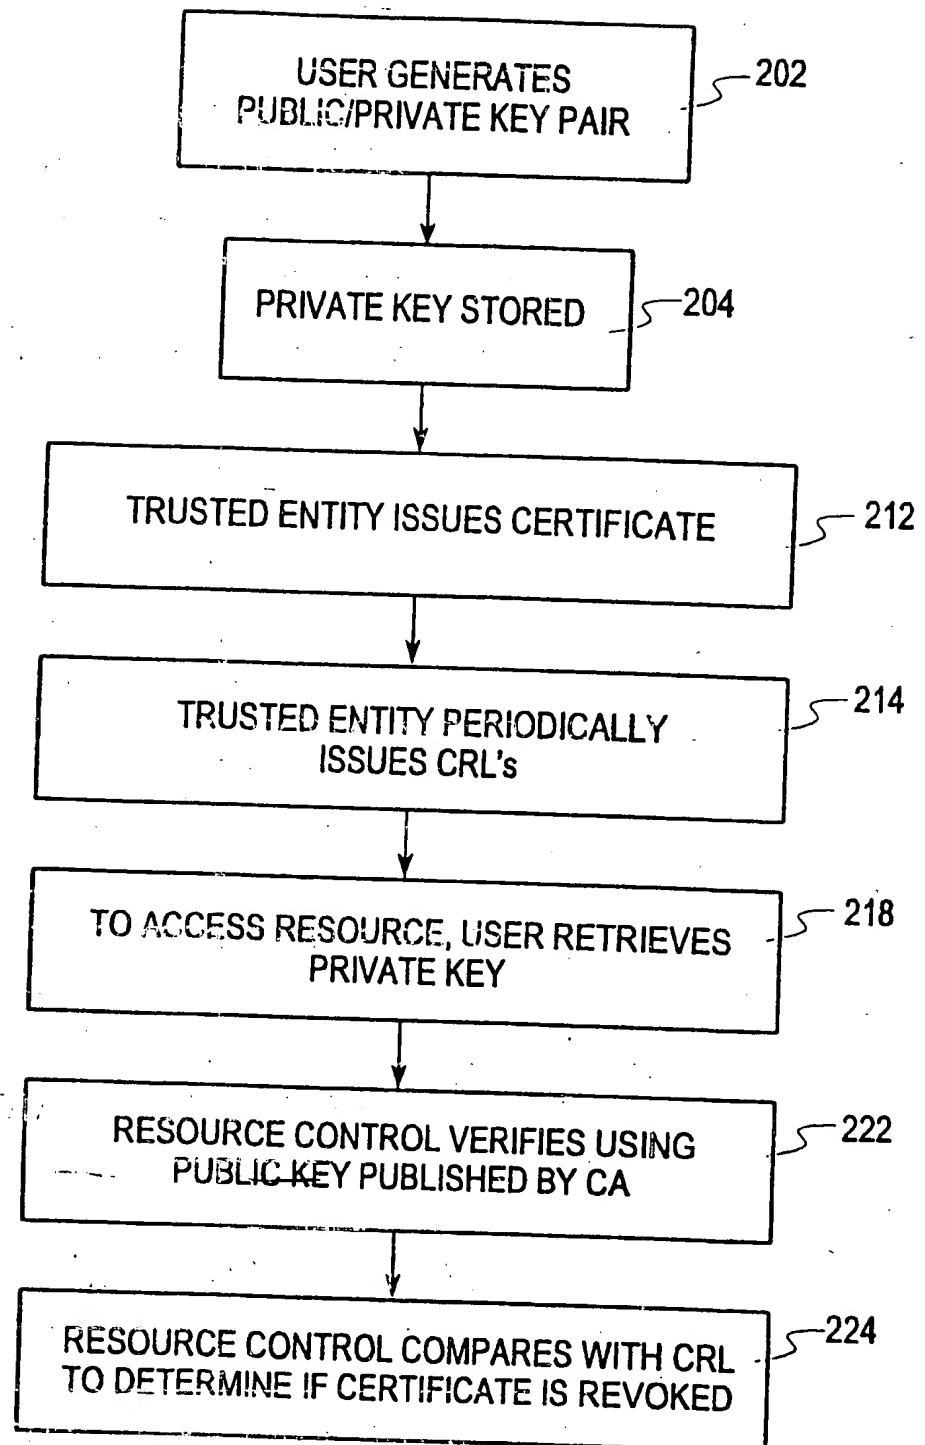 USER GENERATES
PUBLIC/PRIVATE KEY PAIR
202
PRIVATE KEY STORED
204
TRUSTED ENTITY ISSUES CERTIFICATE
212
TRUSTED ENTITY PERIODICALLY
ISSUES CRL's
214
TO ACCESS RESOURCE, USER RETRIEVES
PRIVATE KEY
218
RESOURCE CONTROL VERIFIES USING
PUBLIC KEY PUBLISHED BY CA
222
RESOURCE CONTROL COMPARES WITH CRL
TO DETERMINE IF CERTIFICATE IS REVOKED
224